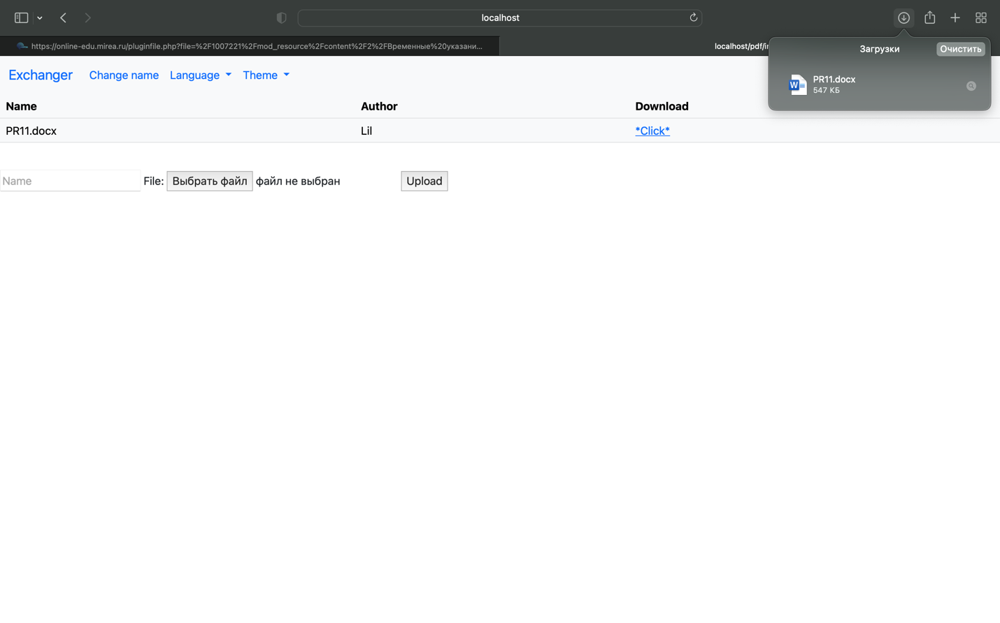 localhost
https://online-edu.mirea.ru/pluginfile.php?file=%2F1007221%2Fmod_resource%2Fcontent%2F2%2FВременные%20указани...
localhost/pdf/in
Загрузки
Очистить
PR11.docx
547 КБ
Exchanger
Change name
Language
Theme
Name Author Download
PR11.docx Lil *Click*
Name File: Выбрать файл файл не выбран Upload